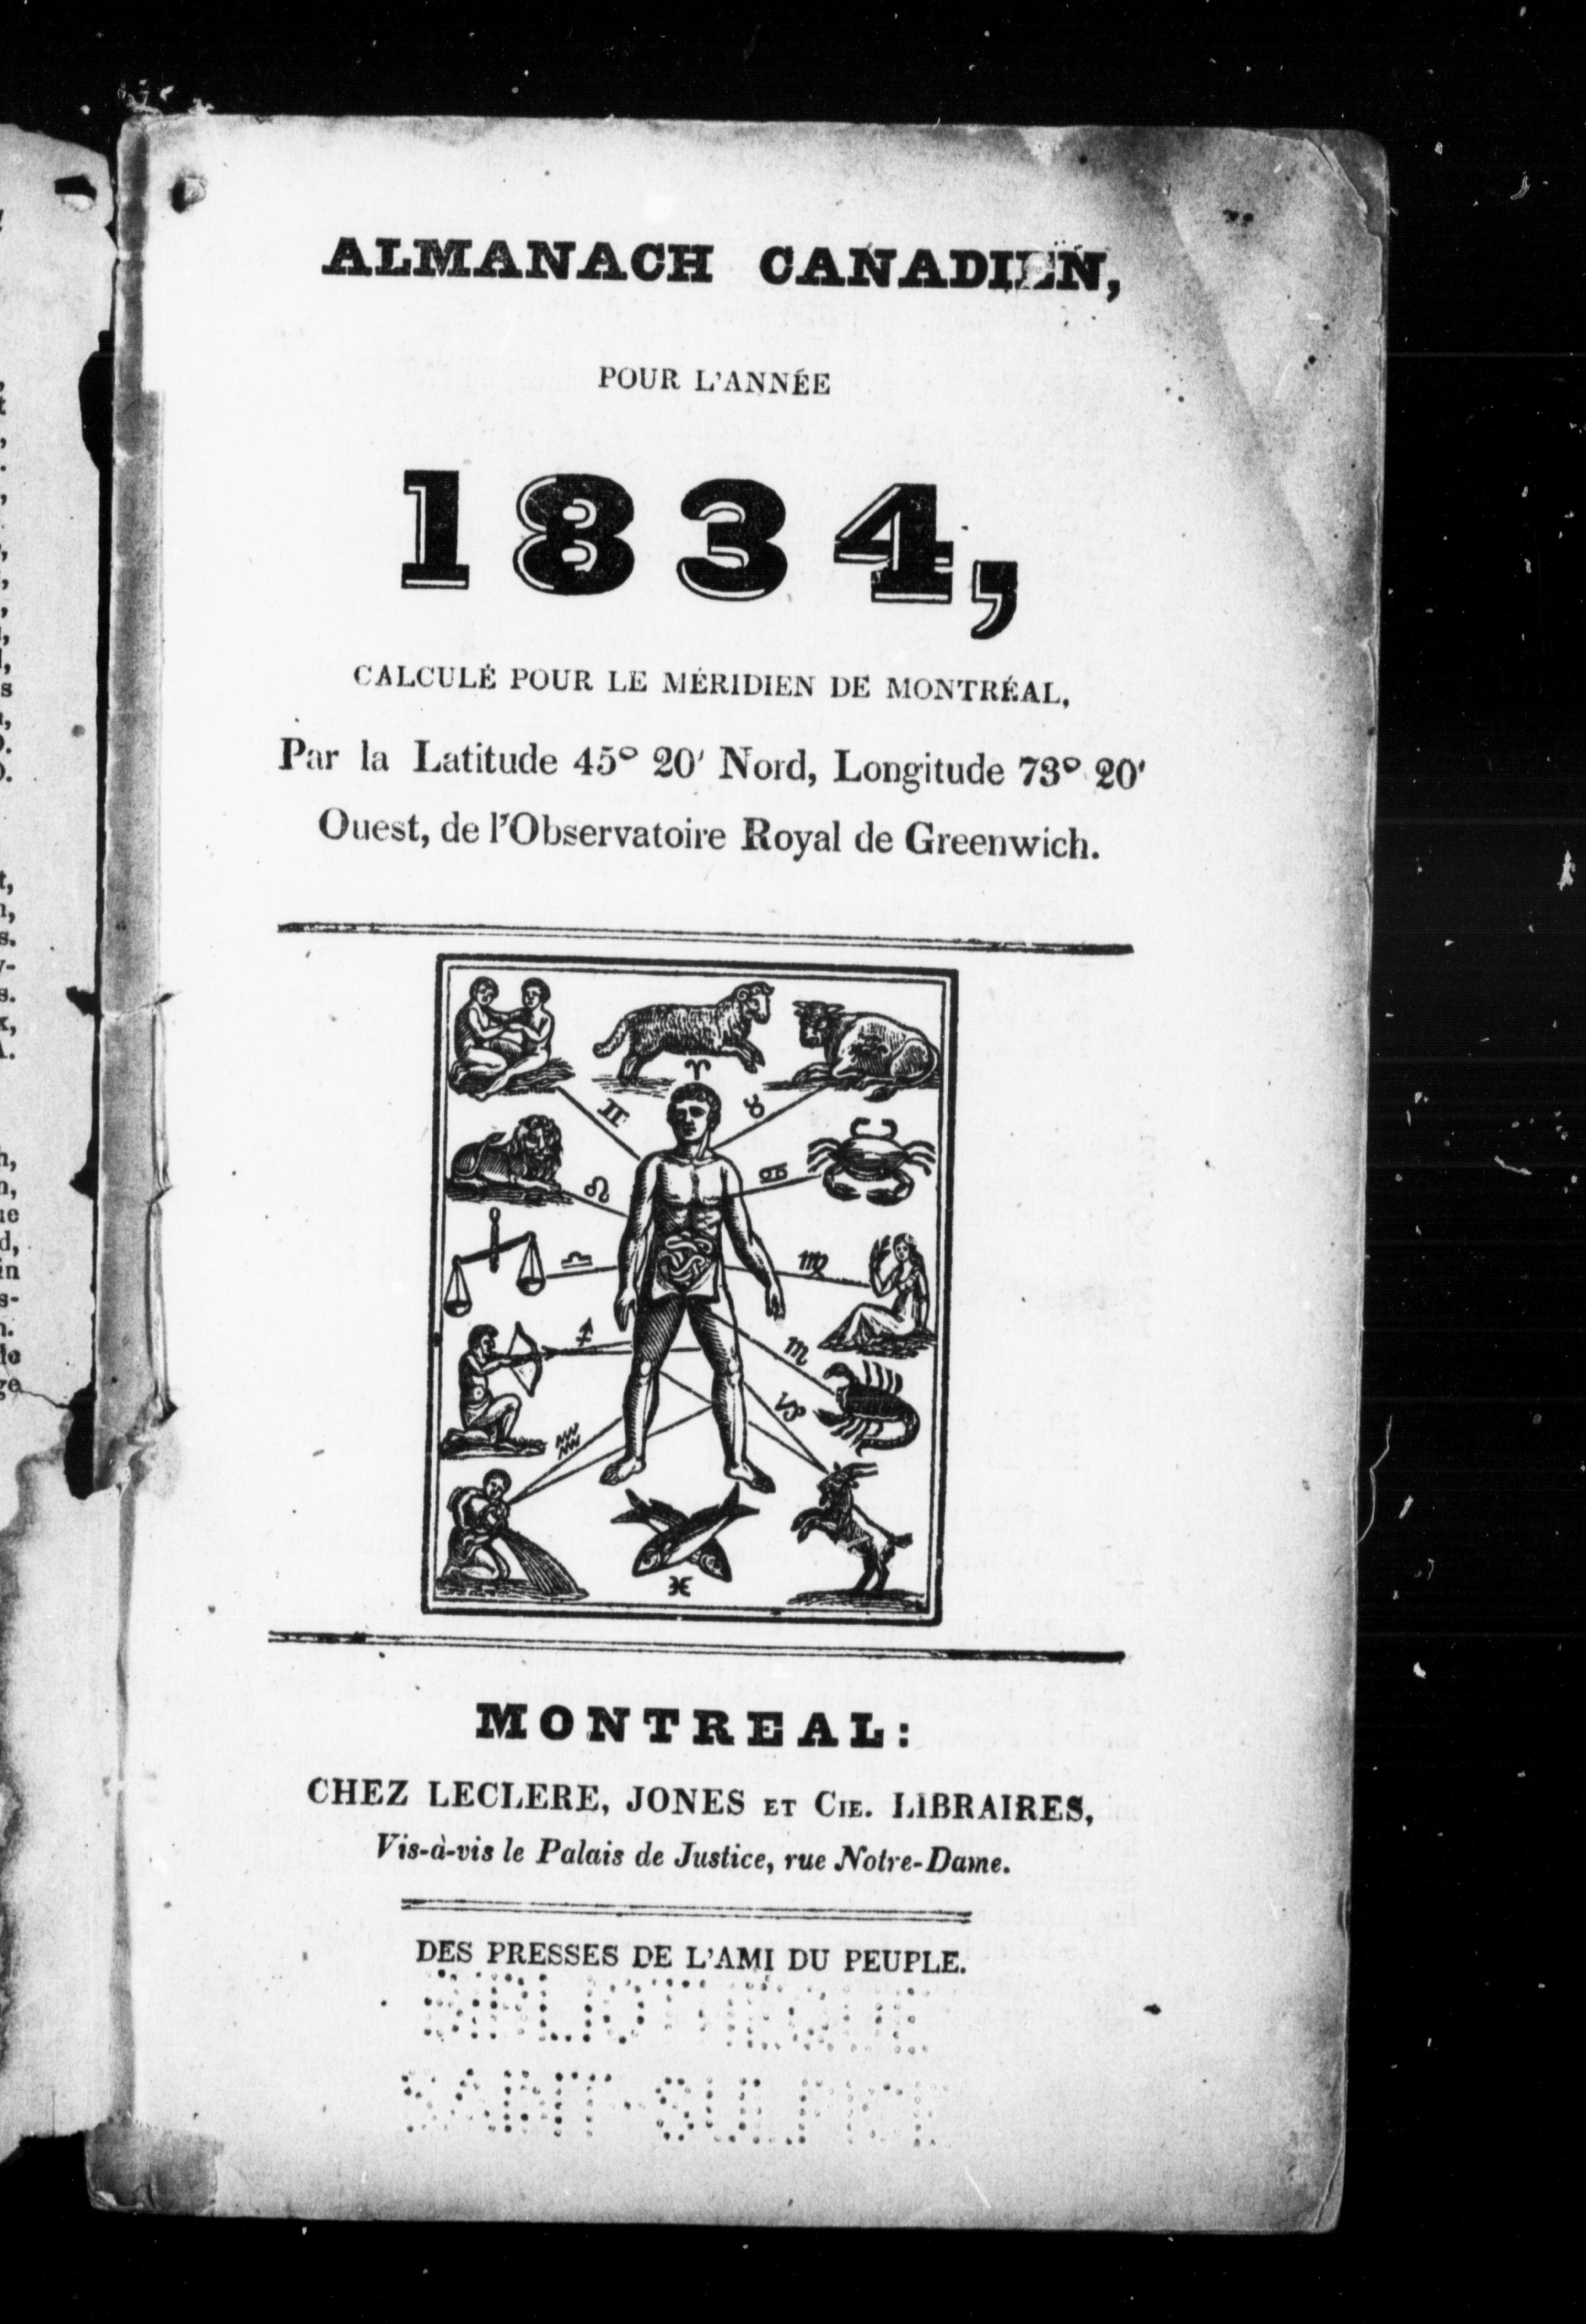 ALMANACH CANADIEN,
POUR L'ANNÉE
1834,
CALCULÉ POUR LE MÉRIDIEN DE MONTRÉAL,
Par la Latitude 45° 20' Nord, Longitude 73° 20'
Ouest, de l'Observatoire Royal de Greenwich.
♈
♊ ♉
♌ ♋
♎ ♍
♐ ♏
♒ ♑
♓
MONTREAL:
CHEZ LECLERE, JONES ET CIE. LIBRAIRES,
Vis-à-vis le Palais de Justice, rue Notre-Dame.
DES PRESSES DE L'AMI DU PEUPLE.
BIBLIOTHEQUE
SAINT-SULPICE